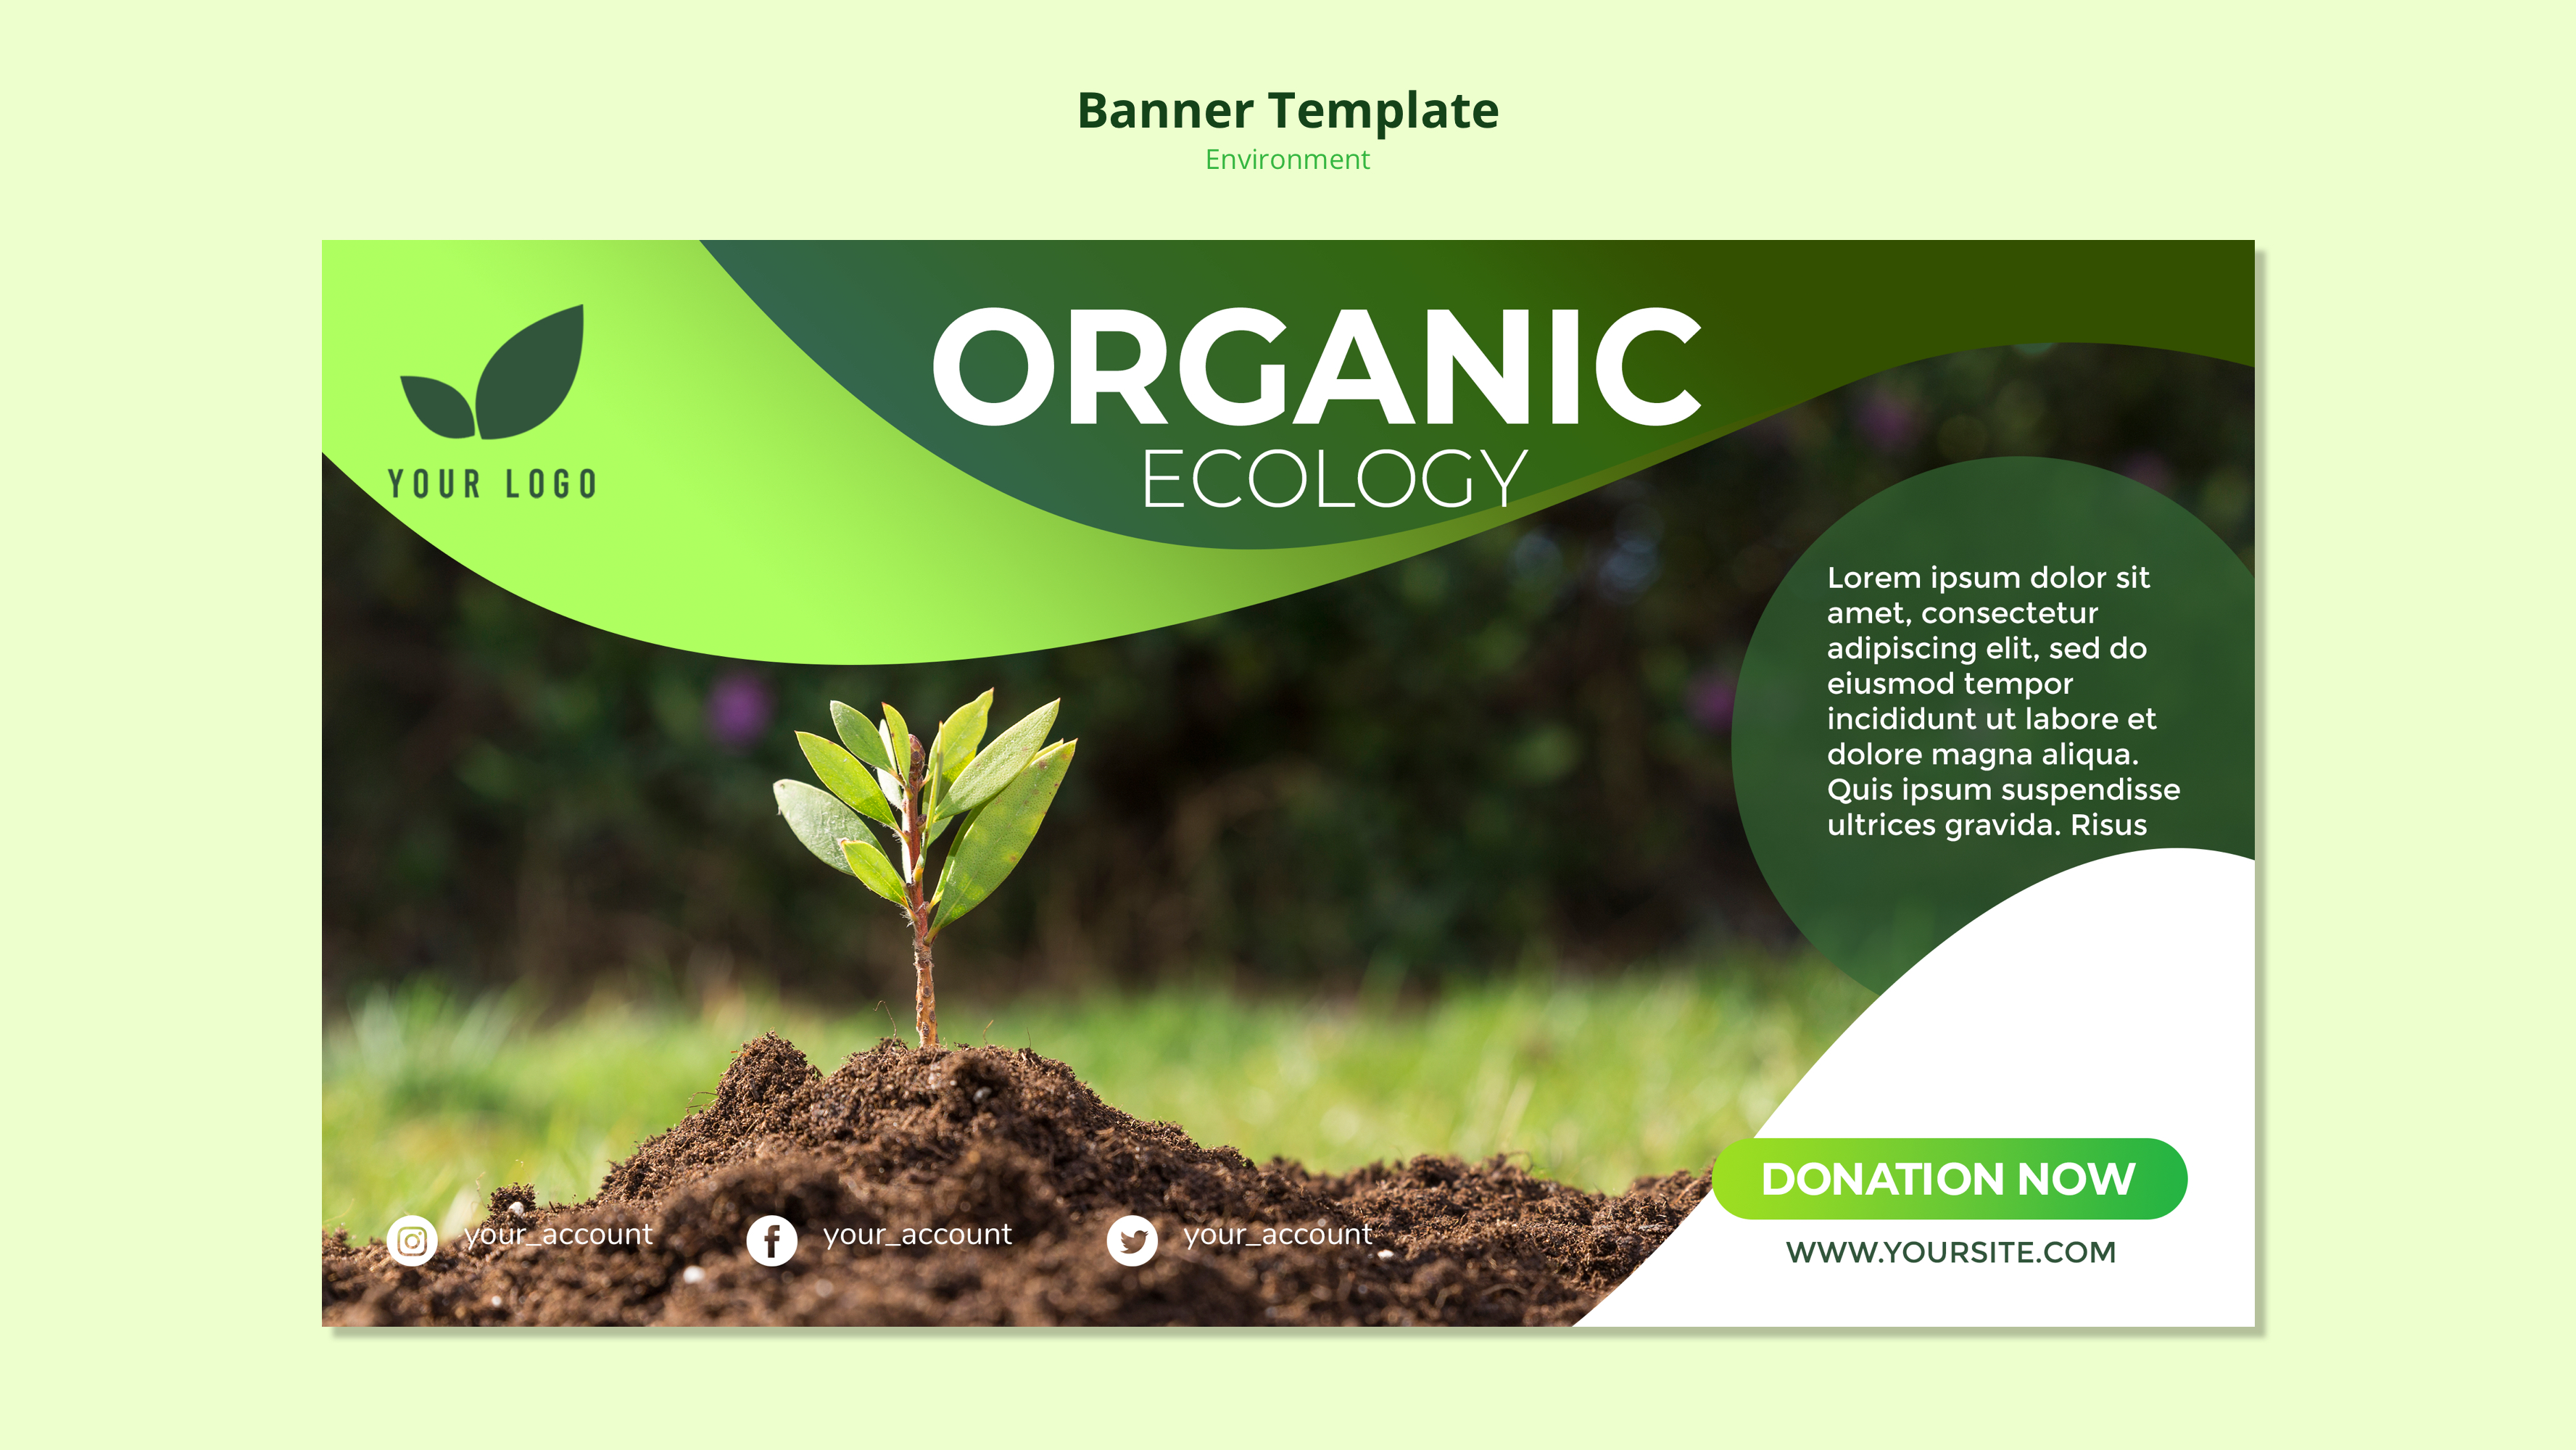 Banner Template
Environment
ORGANIC
ECOLOGY
YOUR LOGO
Lorem ipsum dolor sit
amet, consectetur
adipiscing elit, sed do
eiusmod tempor
incididunt ut labore et
dolore magna aliqua.
Quis ipsum suspendisse
ultrices gravida. Risus
DONATION NOW
WWW.YOURSITE.COM
your_account
your_account
your_account